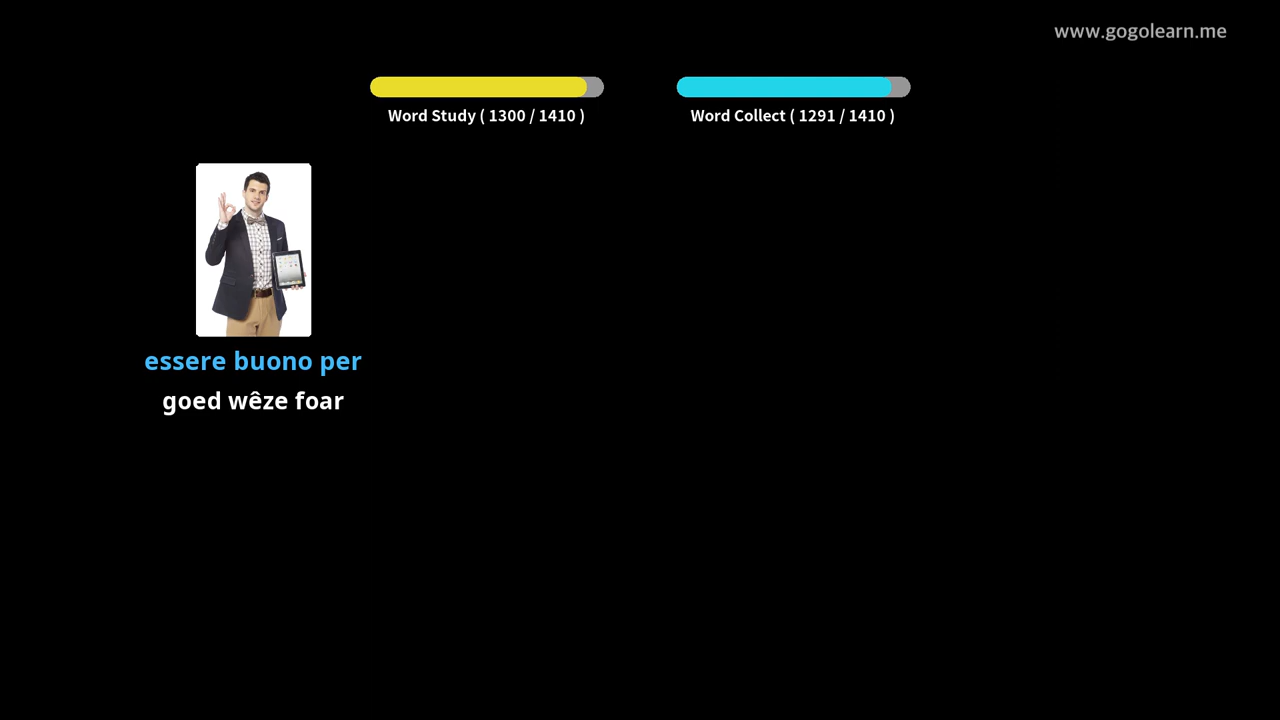 www.gogolearn.me
Word Study ( 1300 / 1410 )
Word Collect ( 1291 / 1410 )
essere buono per
goed wêze foar